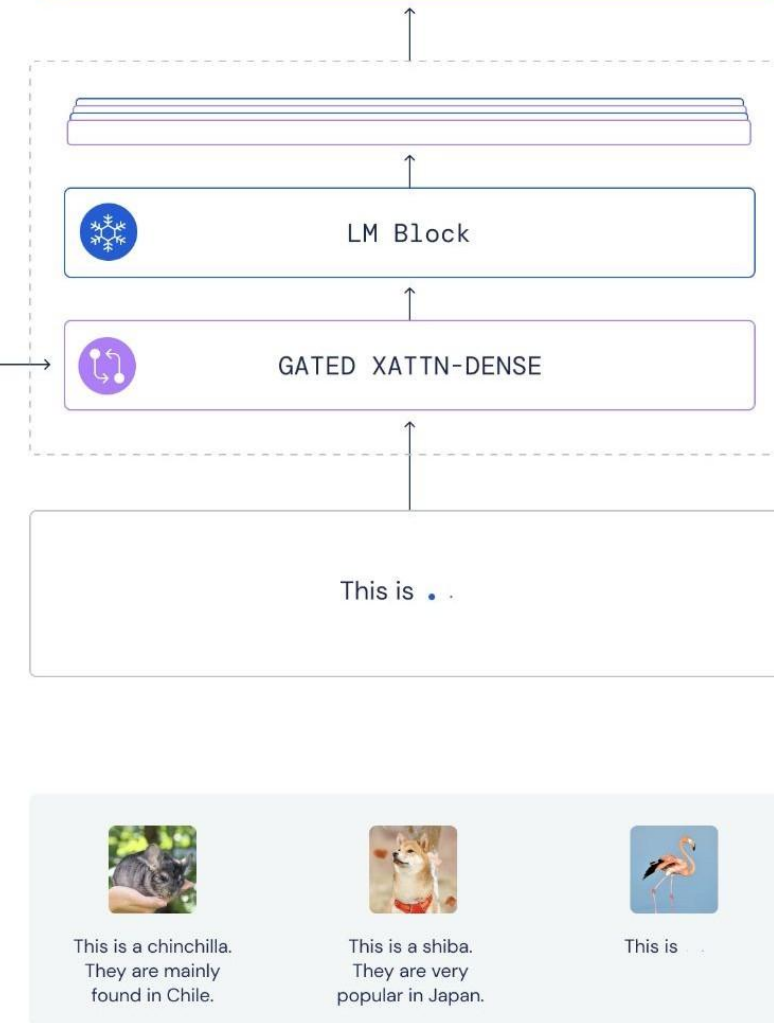 LM Block
GATED XATTN-DENSE
This is
This is a chinchilla.
They are mainly
found in Chile.
This is a shiba.
They are very
popular in Japan.
This is